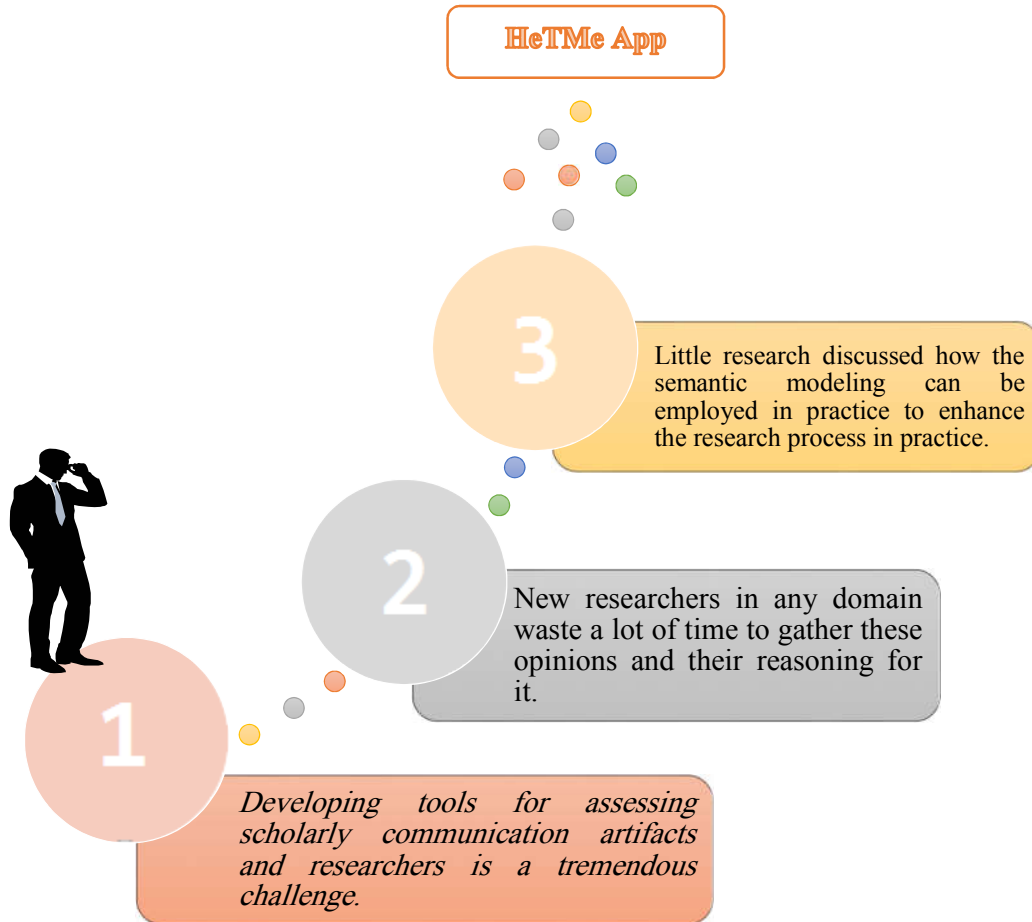 HeTMe App
3
Little research discussed how the
semantic modeling can be
employed in practice to enhance
the research process in practice.
2
New researchers in any domain
waste a lot of time to gather these
opinions and their reasoning for
it.
1
Developing tools for assessing
scholarly communication artifacts
and researchers is a tremendous
challenge.